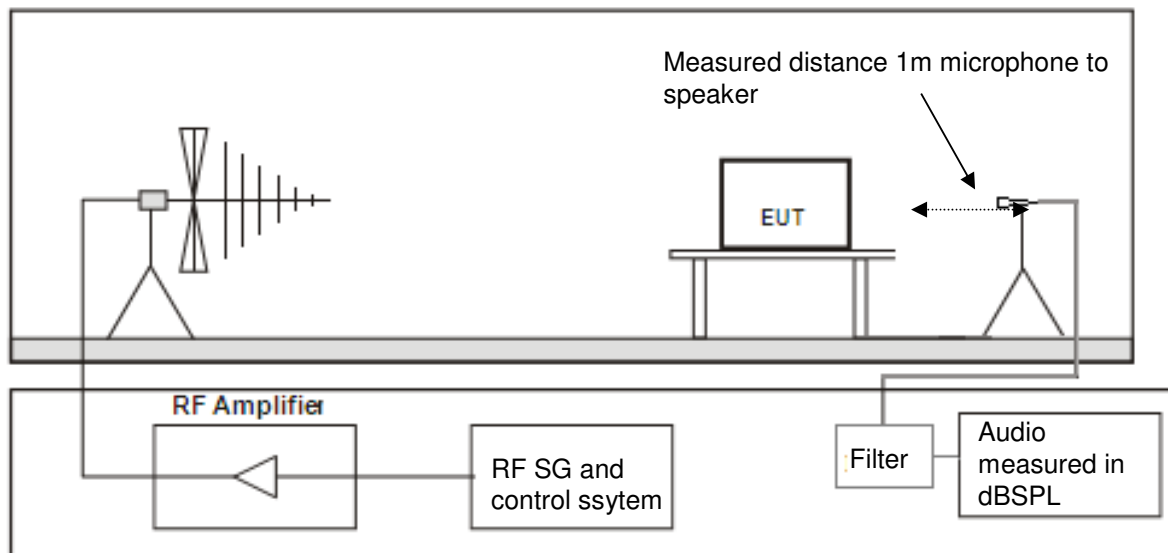 Measured distance 1m microphone to
speaker
EUT
RF Amplifier
RF SG and
control ssytem
:Filter
Audio
measured in
dBSPL